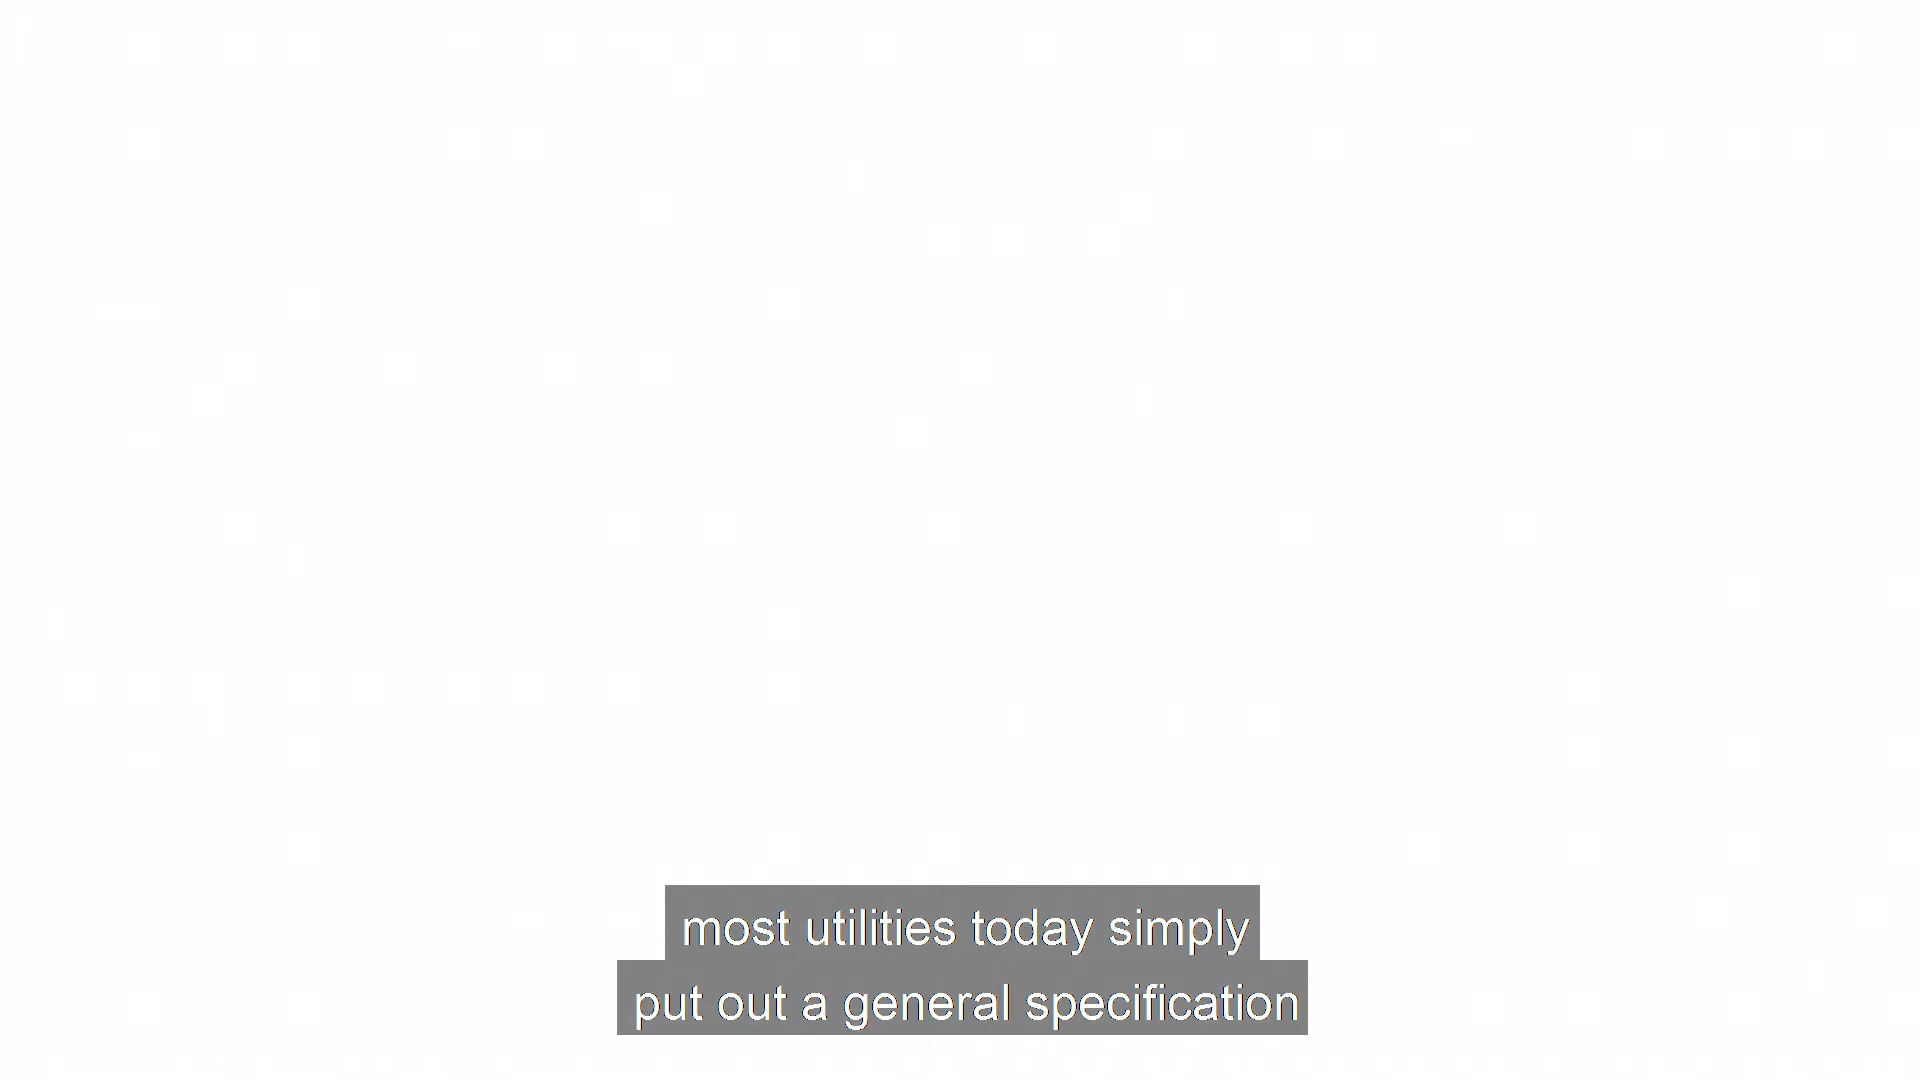 most utilities today simply
put out a general specification